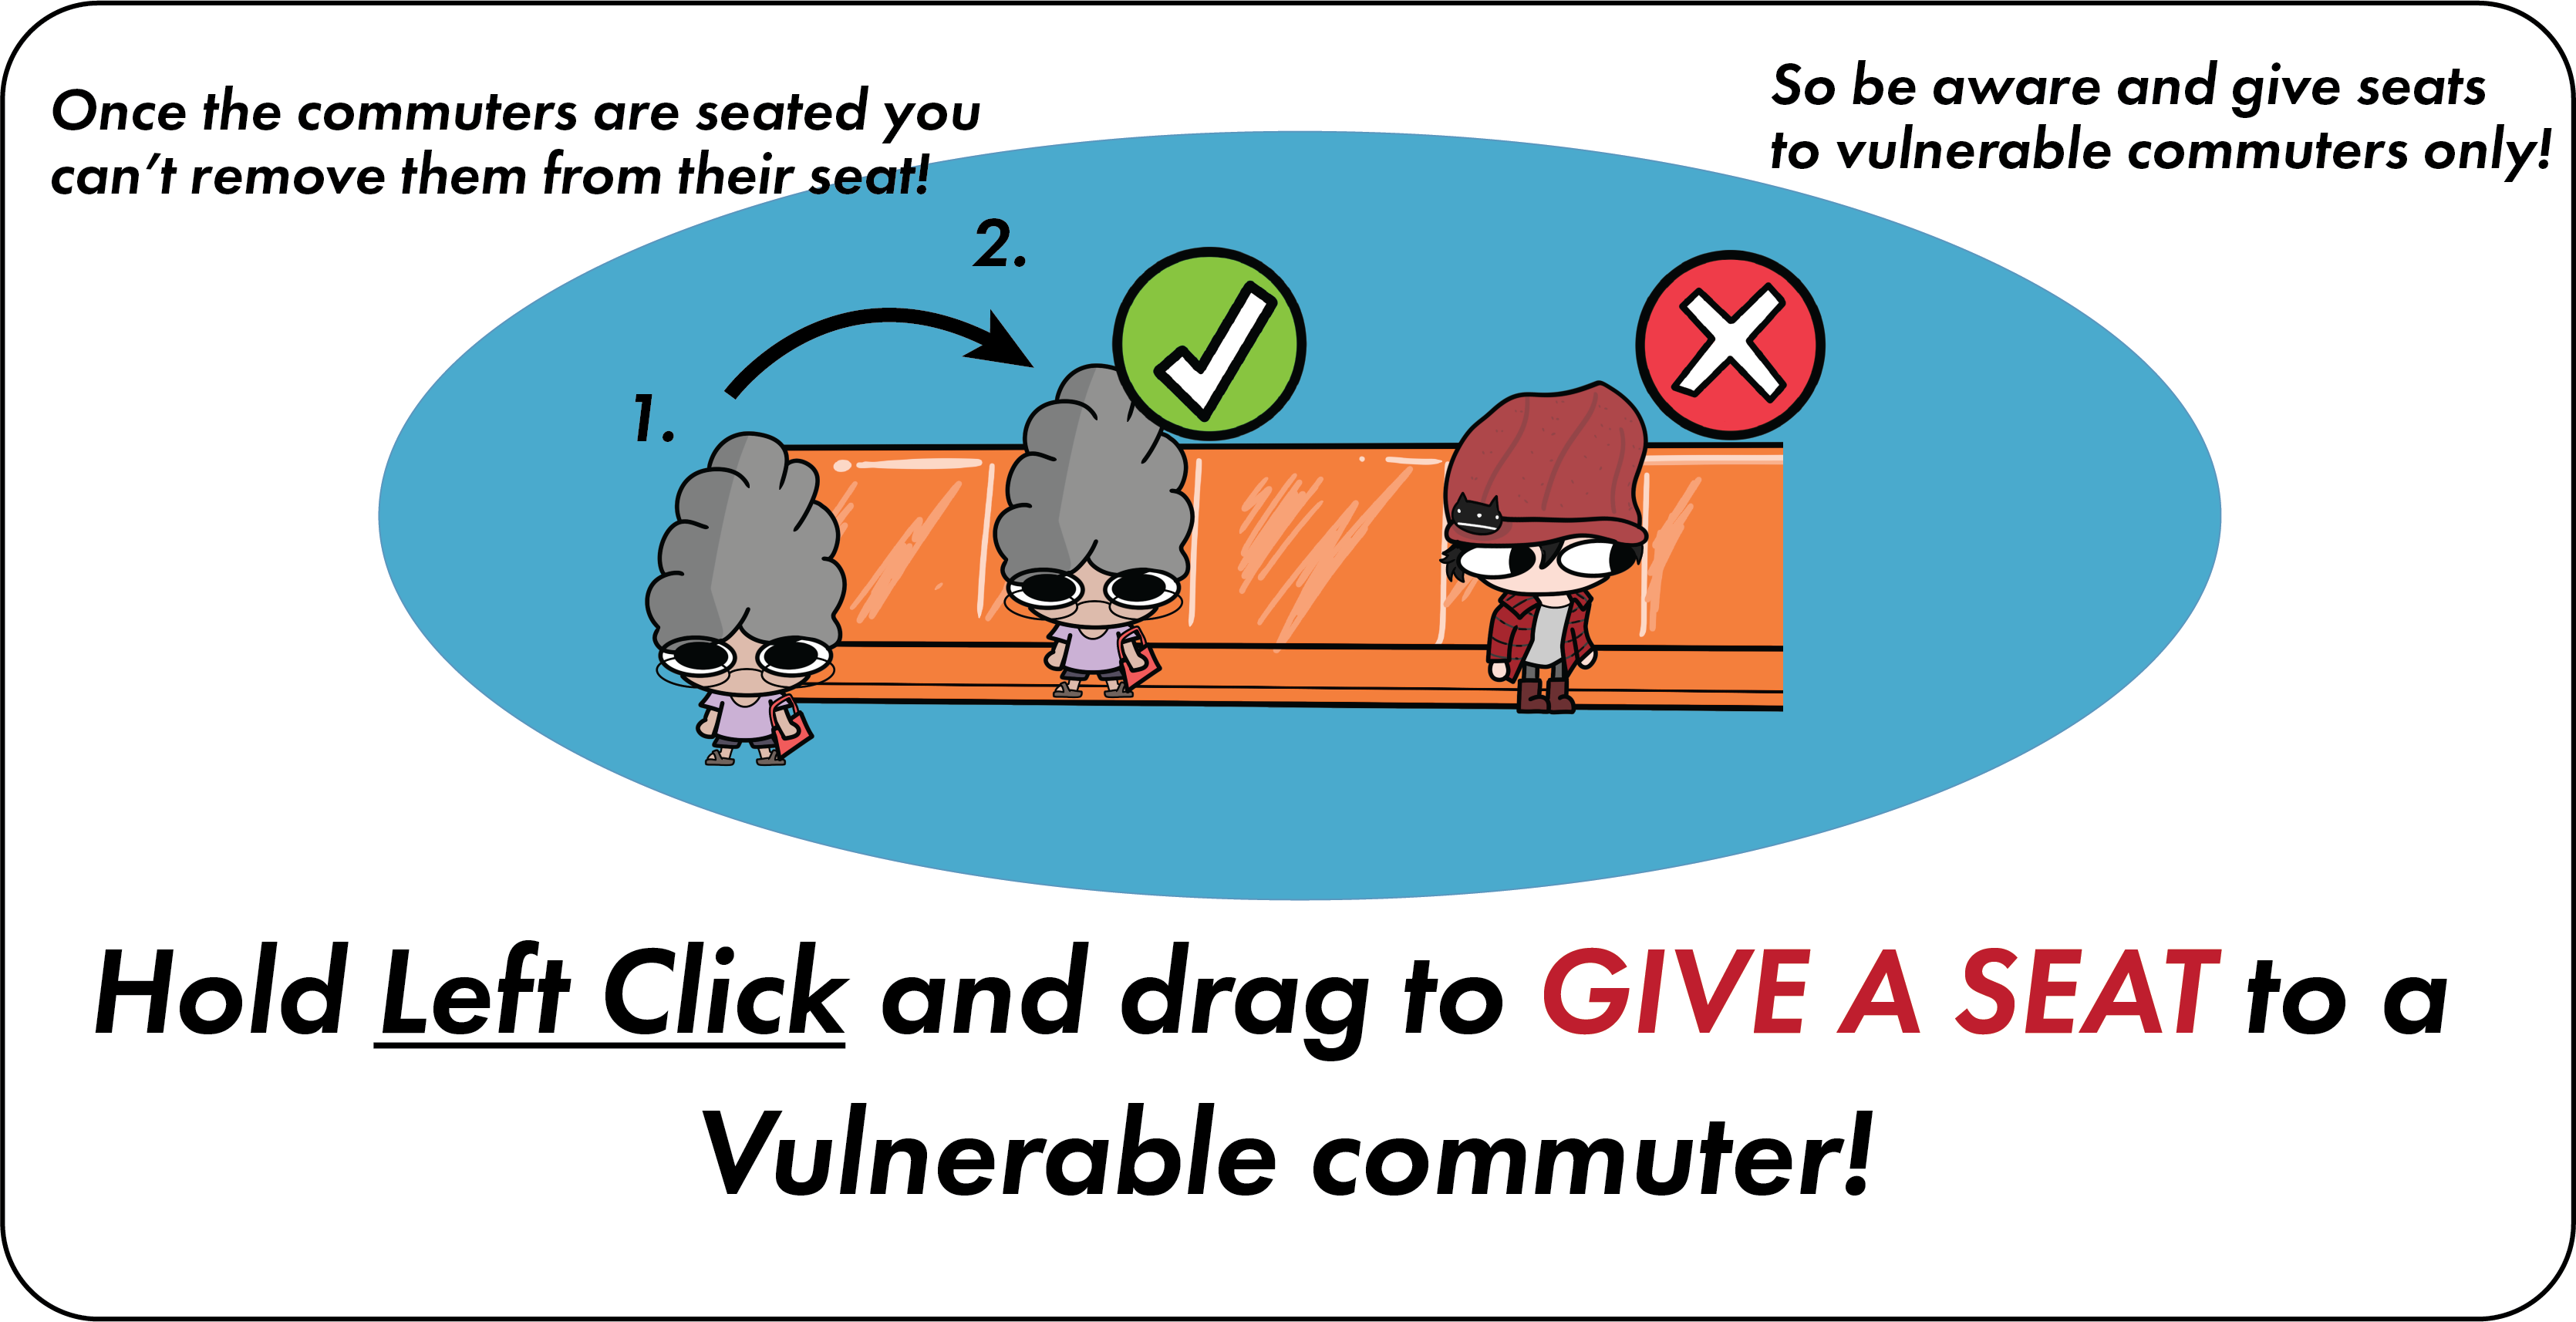 Once the commuters are seated you
can't remove them from their seat!
So be aware and give seats
to vulnerable commuters only!
2.
1.
Hold Left Click and drag to GIVE A SEAT to a
Vulnerable commuter!